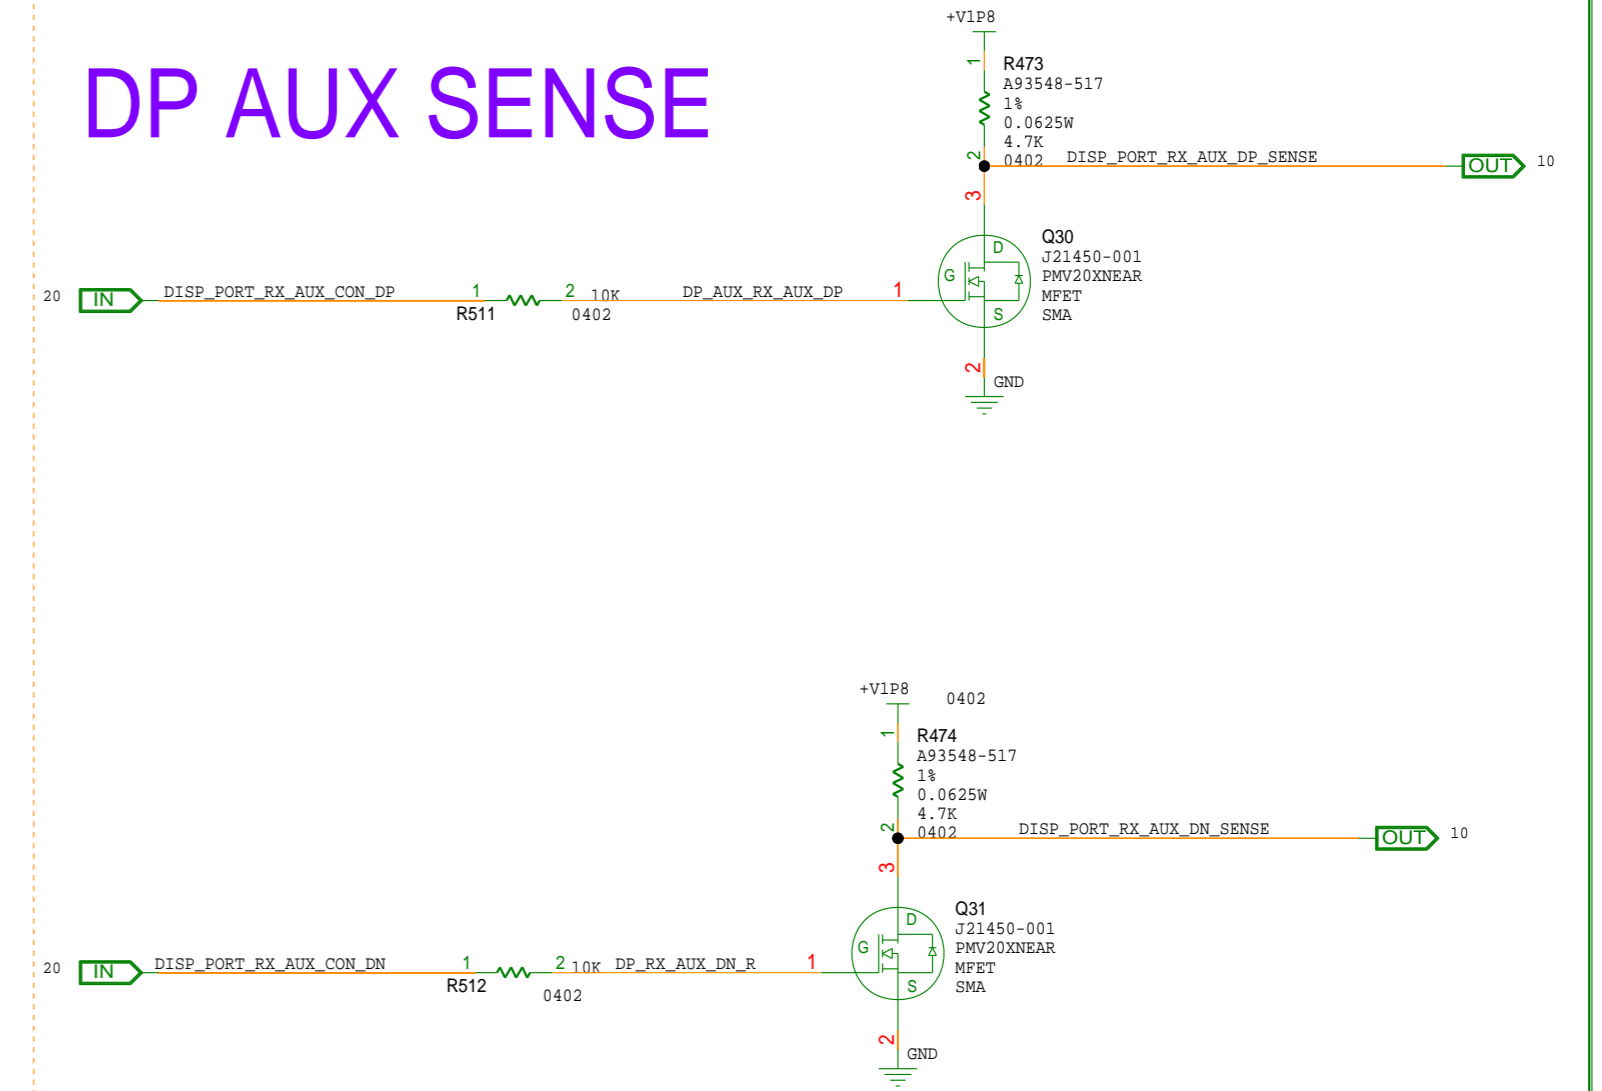 +V1P8
DP AUX SENSE
1
R473
A93548-517
1%
0.0625W
4.7K
2
0402
DISP_PORT_RX_AUX_DP_SENSE
OUT
10
3
Q30
J21450-001
PMV20XNEAR
MFET
SMA
D
G
S
20
IN
DISP_PORT_RX_AUX_CON_DP
1
R511
2
10K
0402
DP_AUX_RX_AUX_DP
1
2
GND
+V1P8
0402
1
R474
A93548-517
1%
0.0625W
4.7K
2
0402
DISP_PORT_RX_AUX_DN_SENSE
OUT
10
3
Q31
J21450-001
PMV20XNEAR
MFET
SMA
D
G
S
20
IN
DISP_PORT_RX_AUX_CON_DN
1
R512
2
10K
0402
DP_RX_AUX_DN_R
1
2
GND